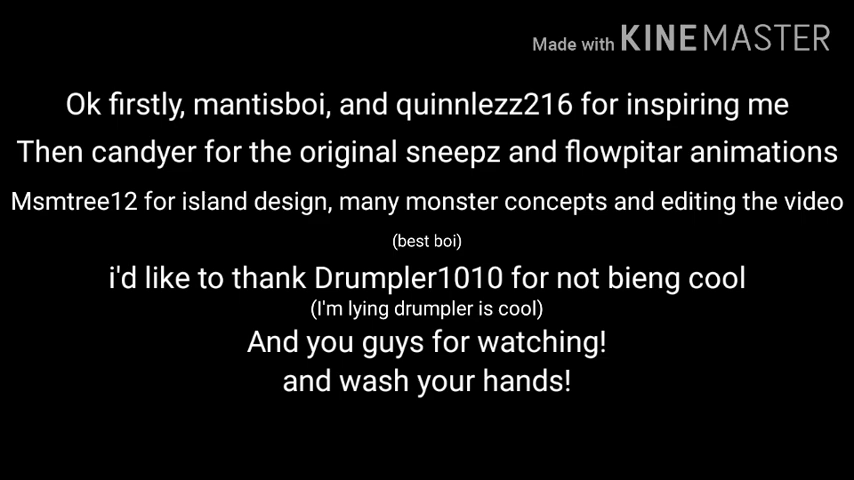 Made with KINEMASTER
Ok firstly, mantisboi, and quinnlezz216 for inspiring me
Then candyer for the original sneepz and flowpitar animations
Msmtree12 for island design, many monster concepts and editing the video
(best boi)
i'd like to thank Drumpler1010 for not bieng cool
(I'm lying drumpler is cool)
And you guys for watching!
and wash your hands!